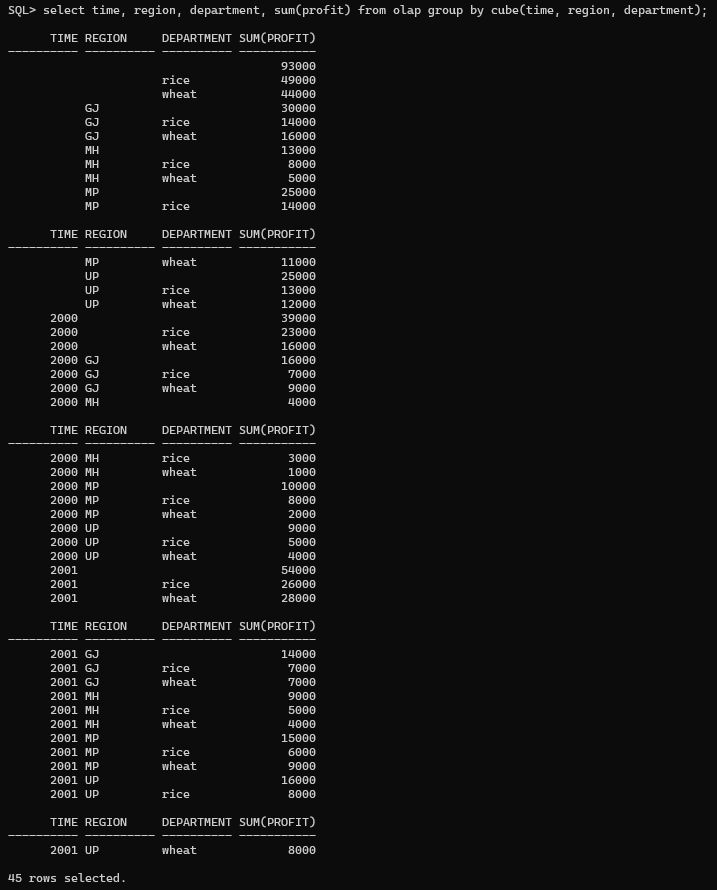 SQL> select time, region, department, sum(profit) from olap group by cube(time, region, department);

      TIME REGION     DEPARTMENT SUM(PROFIT)
---------- ---------- ---------- -----------
                                       93000
                      rice             49000
                      wheat            44000
           GJ                          30000
           GJ         rice             14000
           GJ         wheat            16000
           MH                          13000
           MH         rice              8000
           MH         wheat             5000
           MP                          25000
           MP         rice             14000

      TIME REGION     DEPARTMENT SUM(PROFIT)
---------- ---------- ---------- -----------
           MP         wheat            11000
           UP                          25000
           UP         rice             13000
           UP         wheat            12000
      2000                             39000
      2000            rice             23000
      2000            wheat            16000
      2000 GJ                          16000
      2000 GJ         rice              7000
      2000 GJ         wheat             9000
      2000 MH                           4000

      TIME REGION     DEPARTMENT SUM(PROFIT)
---------- ---------- ---------- -----------
      2000 MH         rice              3000
      2000 MH         wheat             1000
      2000 MP                          10000
      2000 MP         rice              8000
      2000 MP         wheat             2000
      2000 UP                           9000
      2000 UP         rice              5000
      2000 UP         wheat             4000
      2001                             54000
      2001            rice             26000
      2001            wheat            28000

      TIME REGION     DEPARTMENT SUM(PROFIT)
---------- ---------- ---------- -----------
      2001 GJ                          14000
      2001 GJ         rice              7000
      2001 GJ         wheat             7000
      2001 MH                           9000
      2001 MH         rice              5000
      2001 MH         wheat             4000
      2001 MP                          15000
      2001 MP         rice              6000
      2001 MP         wheat             9000
      2001 UP                          16000
      2001 UP         rice              8000

      TIME REGION     DEPARTMENT SUM(PROFIT)
---------- ---------- ---------- -----------
      2001 UP         wheat             8000

45 rows selected.